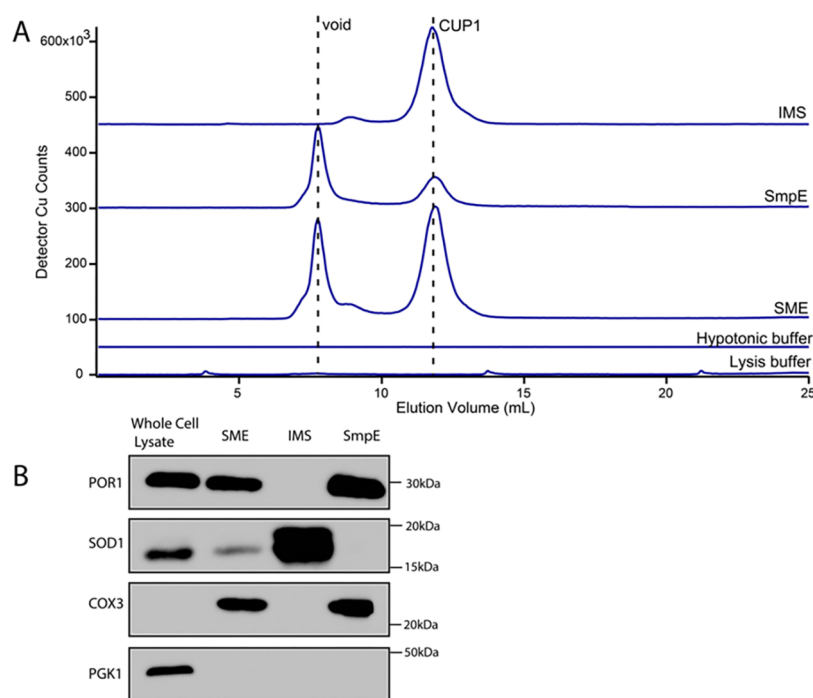 A
void
CUP1
600x10³
500
400
300
200
100
0
Detector Cu Counts
IMS
SmpE
SME
Hypotonic buffer
Lysis buffer
5
10
15
20
25
Elution Volume (mL)
B
Whole Cell
Lysate
SME
IMS
SmpE
POR1
30kDa
SOD1
20kDa
15kDa
COX3
20kDa
PGK1
50kDa